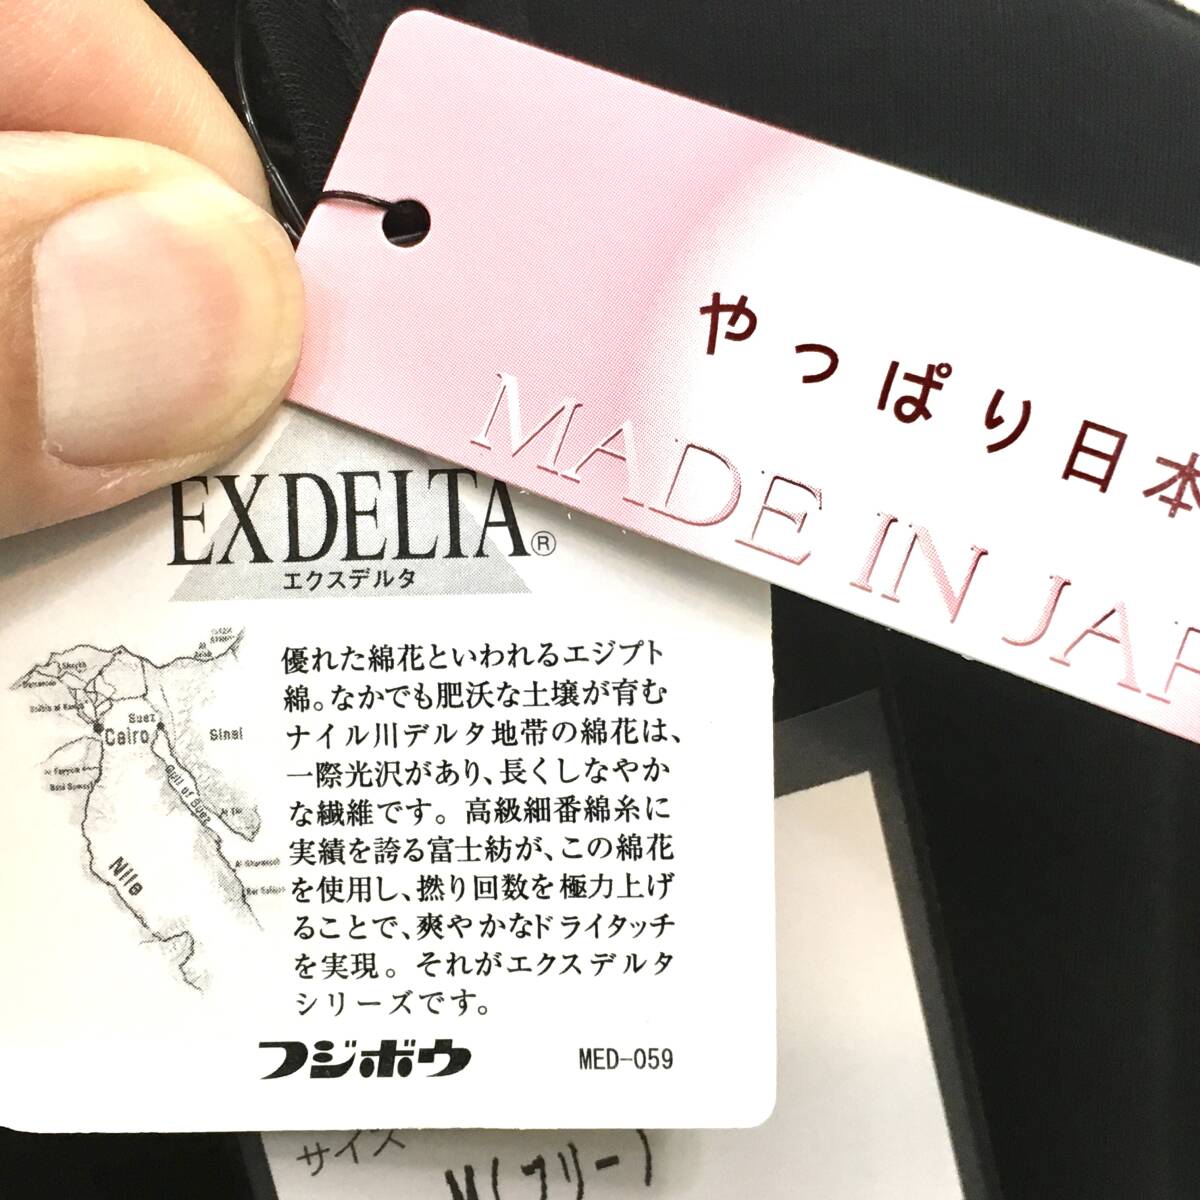 やっぱり日本
MADE IN JAP
EXDELTA®
エクスデルタ
優れた綿花といわれるエジプト
綿。なかでも肥沃な土壌が育む
ナイル川デルタ地帯の綿花は、
一際光沢があり、長くしなやか
な繊維です。高級細番綿糸に
実績を誇る富士紡が、この綿花
を使用し、撚り回数を極力上げ
ることで、爽やかなドライタッチ
を実現。それがエクスデルタ
シリーズです。
Suez
Cairo
Sinai
Gulf of Suez
Nile
フジボウ MED-059
サイズ
M(フリー)